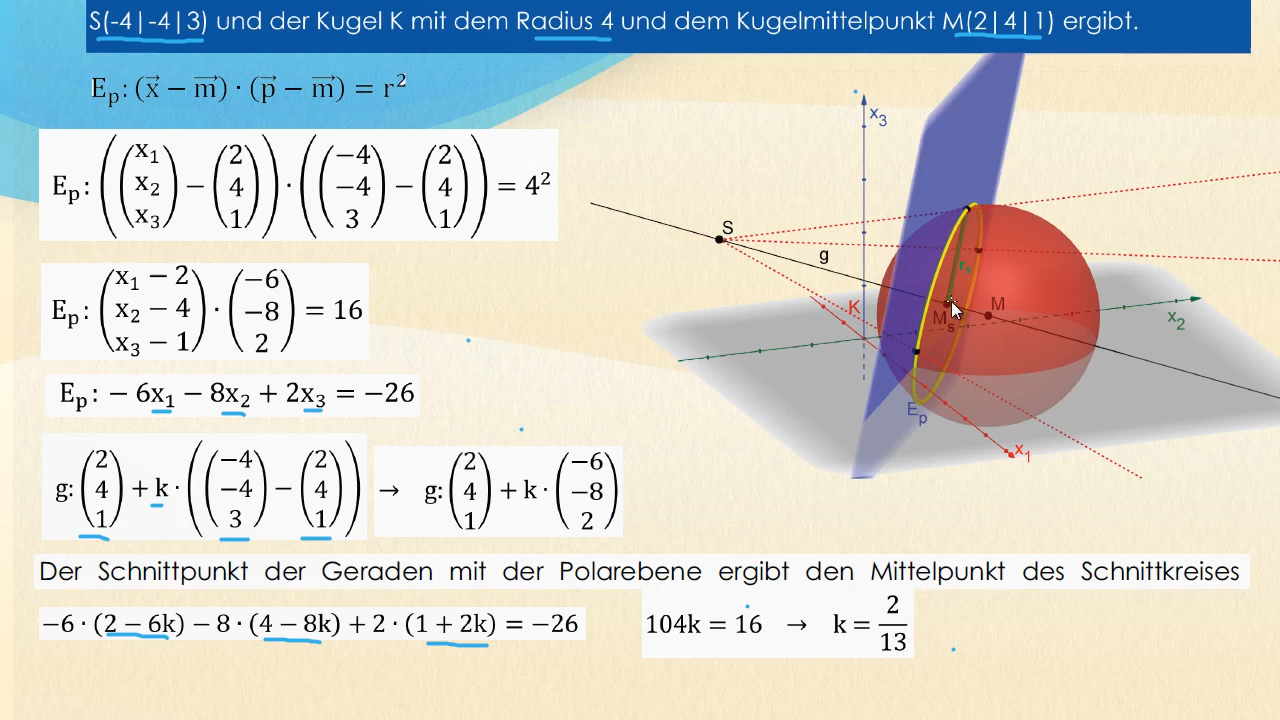 S(-4|-4|3) und der Kugel K mit dem Radius 4 und dem Kugelmittelpunkt M(2|4|1) ergibt.
Eₚ: (x⃗ − m⃗) · (p⃗ − m⃗) = r²
Eₚ: ((x₁ x₂ x₃) − (2 4 1)) · ((−4 −4 3) − (2 4 1)) = 4²
Eₚ: (x₁ − 2 x₂ − 4 x₃ − 1) · (−6 −8 2) = 16
Eₚ: − 6x₁ − 8x₂ + 2x₃ = −26
g: (2 4 1) + k · ((−4 −4 3) − (2 4 1)) → g: (2 4 1) + k · (−6 −8 2)
Der Schnittpunkt der Geraden mit der Polarebene ergibt den Mittelpunkt des Schnittkreises
−6 · (2 − 6k) − 8 · (4 − 8k) + 2 · (1 + 2k) = −26
104k = 16 → k = 2/13
x₃
S
g
rₛ
K
Mₛ
M
x₂
Eₚ
x₁